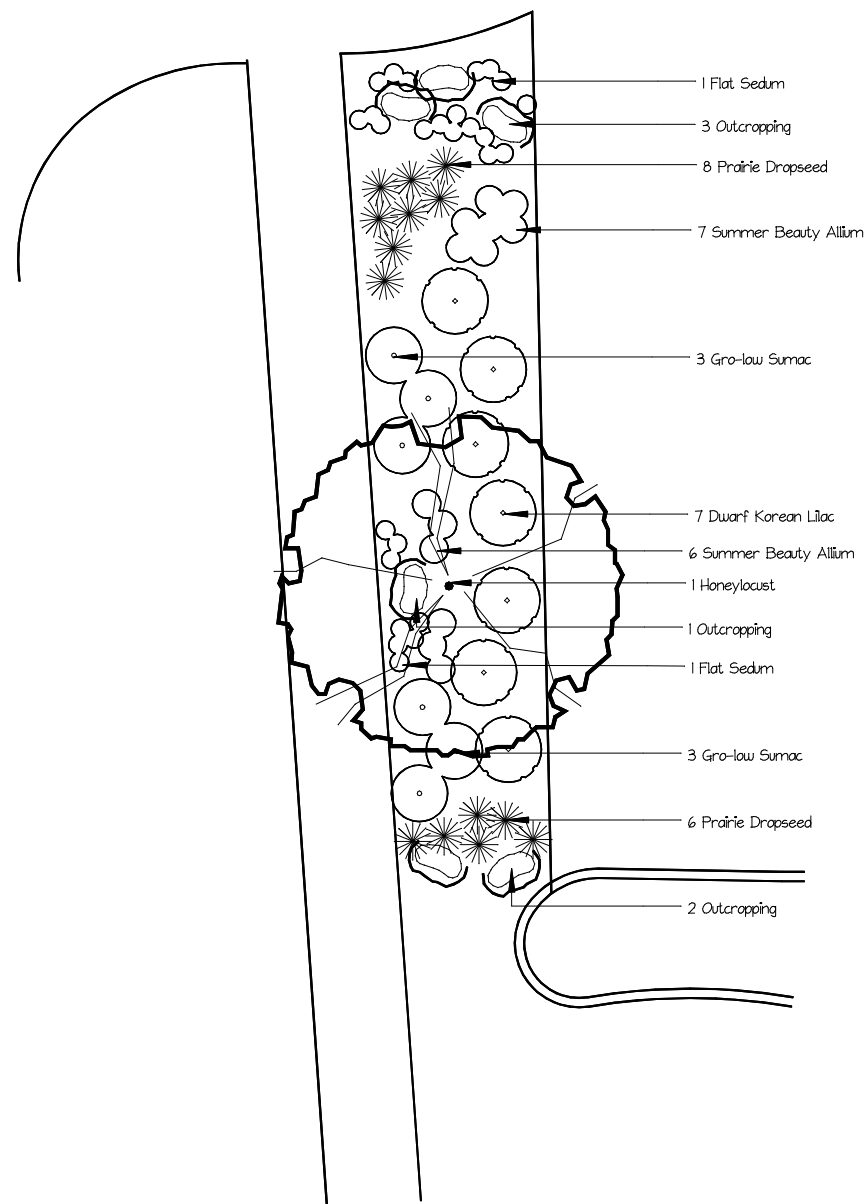 1 Flat Sedum
3 Outcropping
8 Prairie Dropseed
7 Summer Beauty Allium
3 Gro-low Sumac
7 Dwarf Korean Lilac
6 Summer Beauty Allium
1 Honeylocust
1 Outcropping
1 Flat Sedum
3 Gro-low Sumac
6 Prairie Dropseed
2 Outcropping